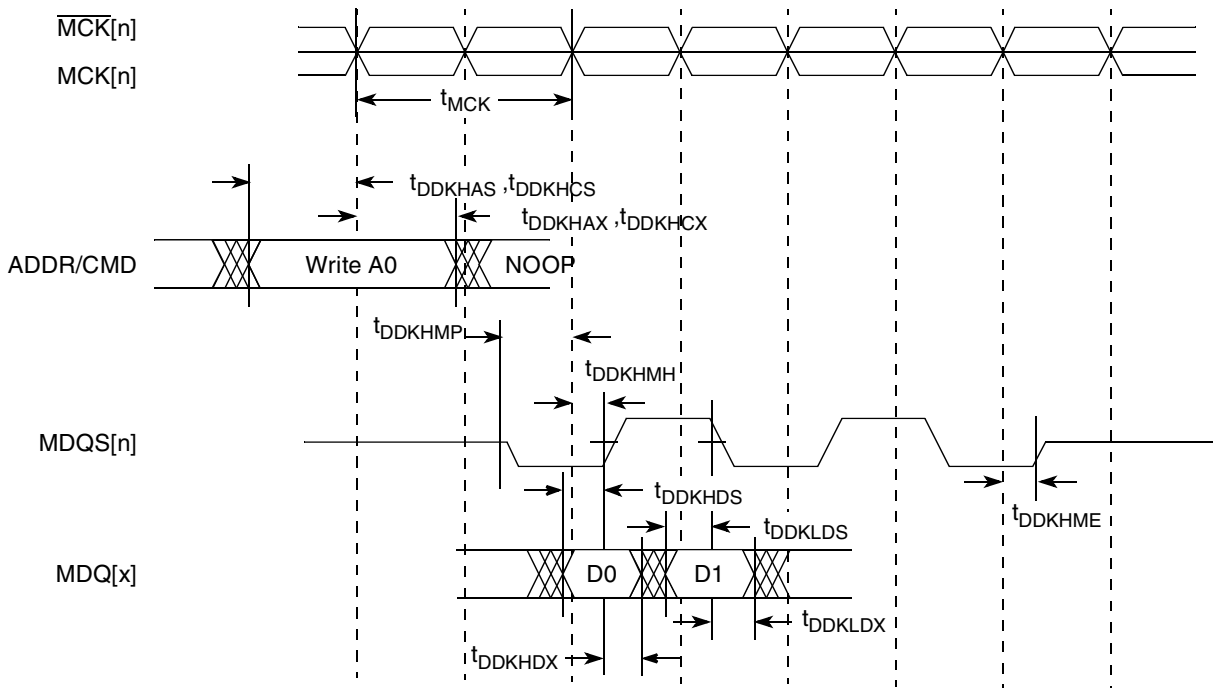 MCK[n]
MCK[n]
tMCK
tDDKHAS ,tDDKHCS
tDDKHAX ,tDDKHCX
ADDR/CMD
Write A0
NOOP
tDDKHMP
tDDKHMH
MDQS[n]
tDDKHDS
tDDKHME
tDDKLDS
MDQ[x]
D0
D1
tDDKLDX
tDDKHDX